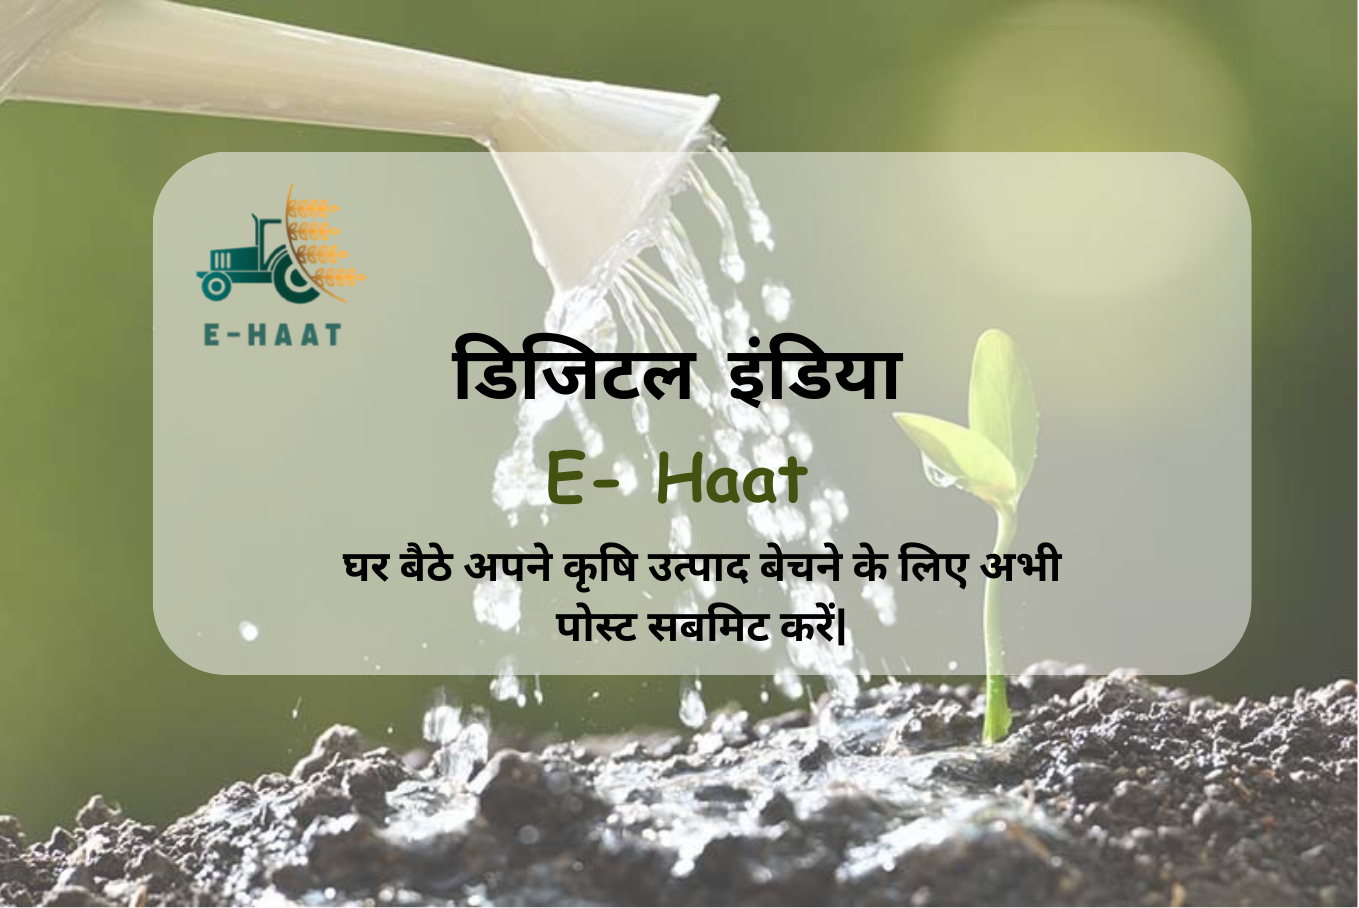 E-HAAT
डिजिटल इंडिया
E- Haat
घर बैठे अपने कृषि उत्पाद बेचने के लिए अभी
पोस्ट सबमिट करें|